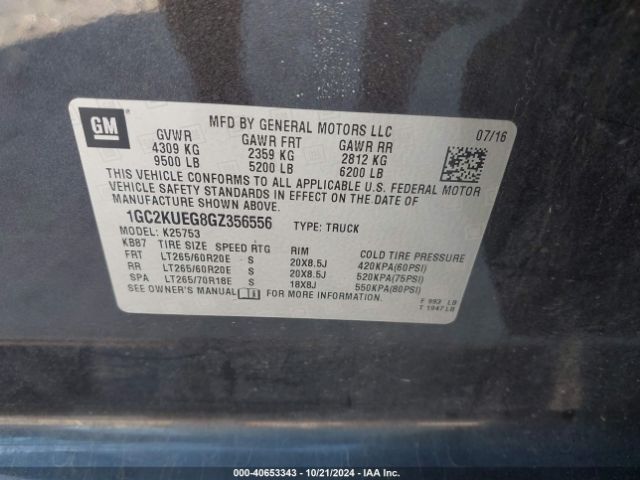 GM
MFD BY GENERAL MOTORS LLC
07/16
GVWR GAWR FRT GAWR RR
4309 KG 2359 KG 2812 KG
9500 LB 5200 LB 6200 LB
THIS VEHICLE CONFORMS TO ALL APPLICABLE U.S. FEDERAL MOTOR
VEHICLE SAFETY STANDARDS IN EFFECT ON THE DATE OF
MANUFACTURE SHOWN ABOVE.
1GC2KUEG8GZ356556 TYPE: TRUCK
MODEL: K25753
KB87 TIRE SIZE SPEED RTG RIM COLD TIRE PRESSURE
FRT LT265/60R20E S 20X8.5J 420KPA(60PSI)
RR LT265/60R20E S 20X8.5J 520KPA(75PSI)
SPA LT265/70R18E S 18X8J 550KPA(80PSI)
SEE OWNER'S MANUAL FOR MORE INFORMATION.
F 993 LB
T 1947 LB
000-40653343 - 10/21/2024 - IAA Inc.